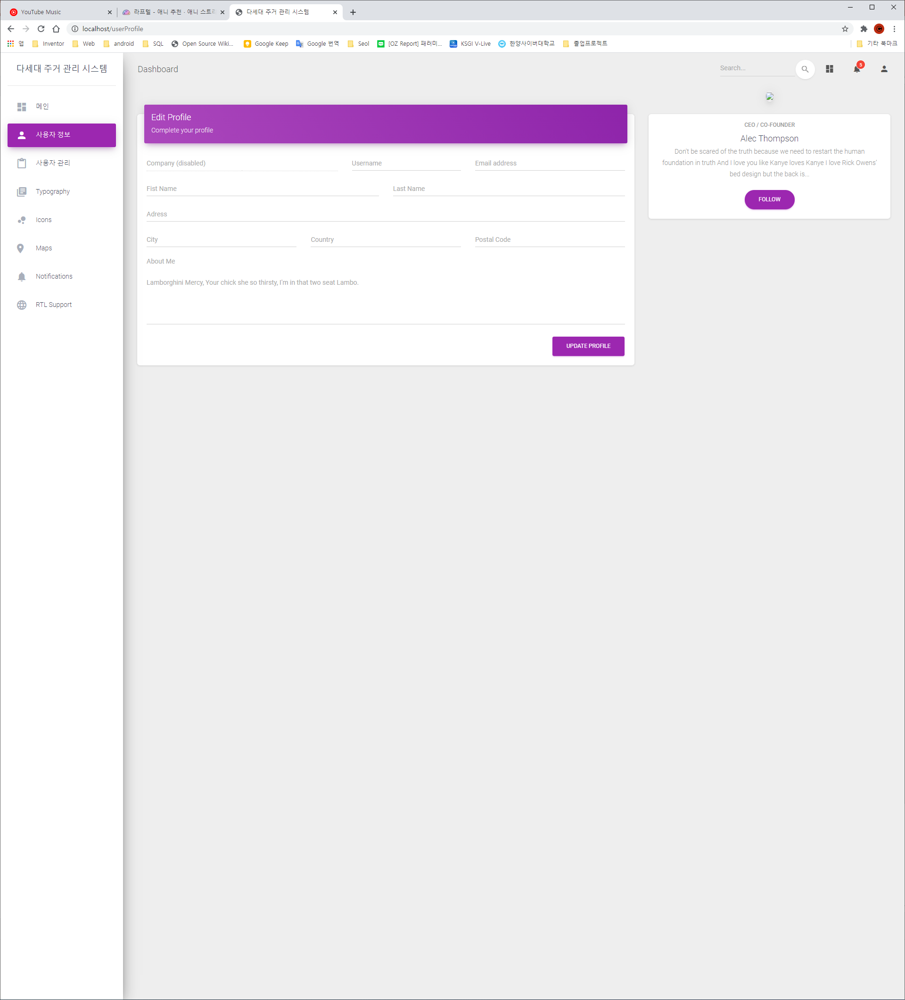 YouTube Music
라프텔 - 애니 추천 · 애니 스트리
다세대 주거 관리 시스템
localhost/userProfile
앱
Inventor
Web
android
SQL
Open Source Wiki...
Google Keep
Google 번역
Seol
[OZ Report] 패러미...
KSGI V-Live
한양사이버대학교
졸업프로젝트
기타 북마크
다세대 주거 관리 시스템
메인
사용자 정보
사용자 관리
Typography
Icons
Maps
Notifications
RTL Support
Dashboard
Search...
5
Edit Profile
Complete your profile
Company (disabled)
Username
Email address
Fist Name
Last Name
Adress
City
Country
Postal Code
About Me
Lamborghini Mercy, Your chick she so thirsty, I'm in that two seat Lambo.
UPDATE PROFILE
CEO / CO-FOUNDER
Alec Thompson
Don't be scared of the truth because we need to restart the human
foundation in truth And I love you like Kanye loves Kanye I love Rick Owens'
bed design but the back is...
FOLLOW